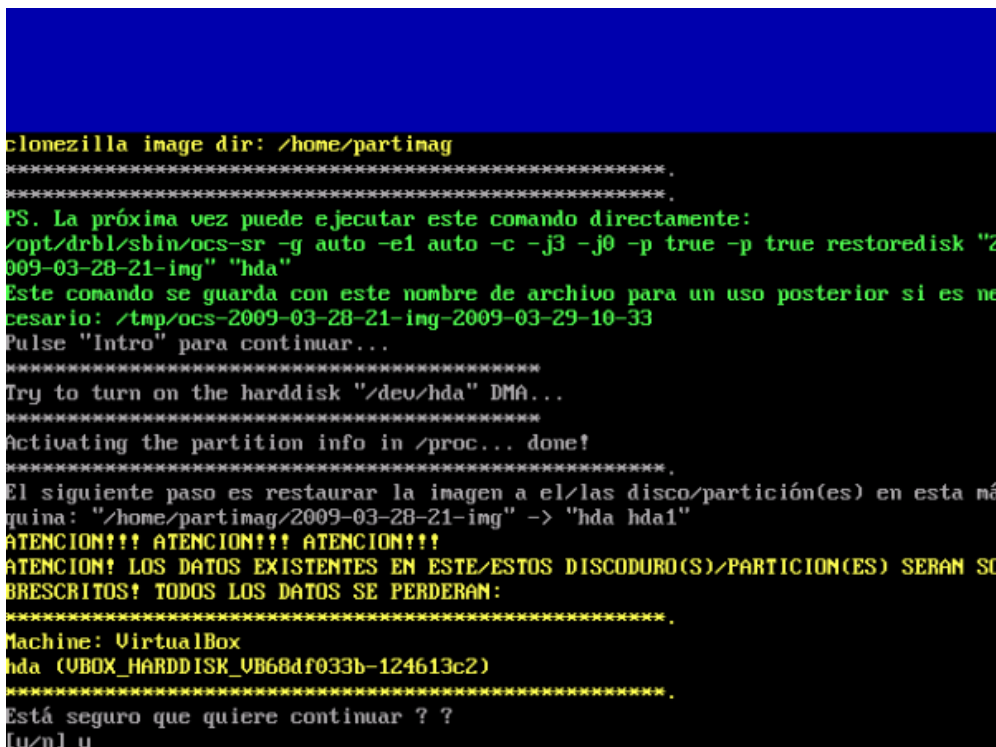 clonezilla image dir: /home/partimag
*******************************************************.
*******************************************************.
PS. La próxima vez puede ejecutar este comando directamente:
/opt/drbl/sbin/ocs-sr -g auto -e1 auto -c -j3 -j0 -p true -p true restoredisk "2
009-03-28-21-img" "hda"
Este comando se guarda con este nombre de archivo para un uso posterior si es ne
cesario: /tmp/ocs-2009-03-28-21-img-2009-03-29-10-33
Pulse "Intro" para continuar...
*********************************************
Try to turn on the harddisk "/dev/hda" DMA...
*********************************************
Activating the partition info in /proc... done!
*******************************************************.
El siguiente paso es restaurar la imagen a el/las disco/partición(es) en esta má
quina: "/home/partimag/2009-03-28-21-img" -> "hda hda1"
ATENCION!!! ATENCION!!! ATENCION!!!
ATENCION! LOS DATOS EXISTENTES EN ESTE/ESTOS DISCODURO(S)/PARTICION(ES) SERAN SO
BRESCRITOS! TODOS LOS DATOS SE PERDERAN:
*******************************************************.
Machine: VirtualBox
hda (VBOX_HARDDISK_VB68df033b-124613c2)
*******************************************************.
Está seguro que quiere continuar ? ?
[y/n] y